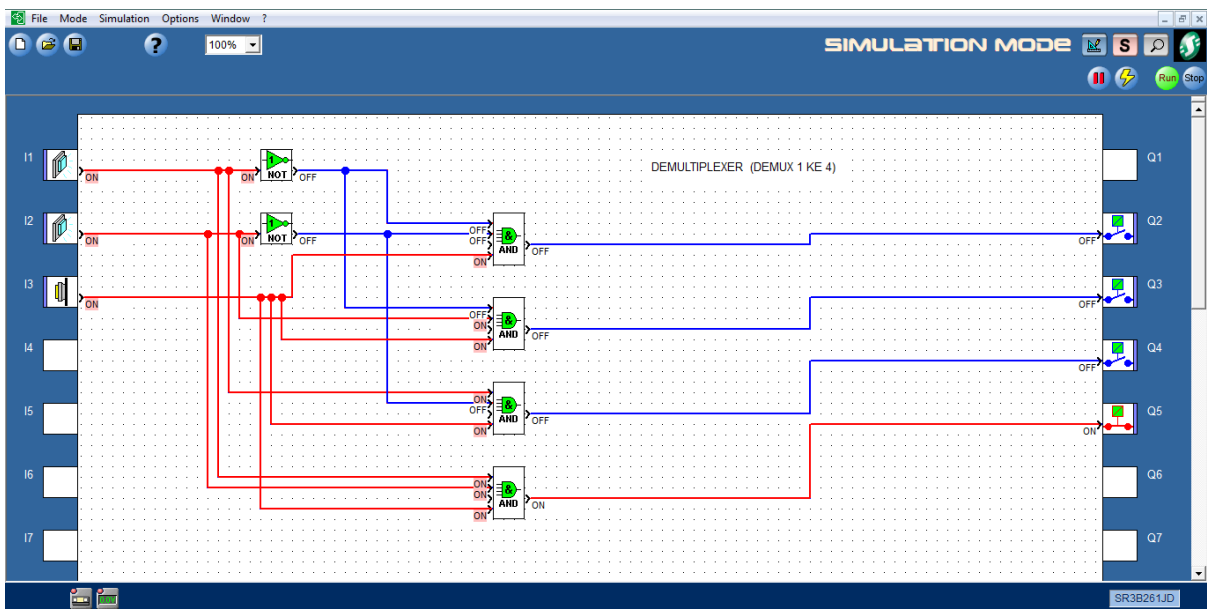 File Mode Simulation Options Window ?
100%
SIMULATION MODE
S
Run Stop
DEMULTIPLEXER (DEMUX 1 KE 4)
I1 ON ON 1 NOT OFF Q1
I2 ON ON 1 NOT OFF OFF OFF ON & AND OFF OFF Q2
I3 ON OFF ON ON & AND OFF OFF Q3
I4 OFF Q4
I5 ON OFF ON & AND OFF ON Q5
I6 ON ON ON & AND ON Q6
I7 Q7
SR3B261JD